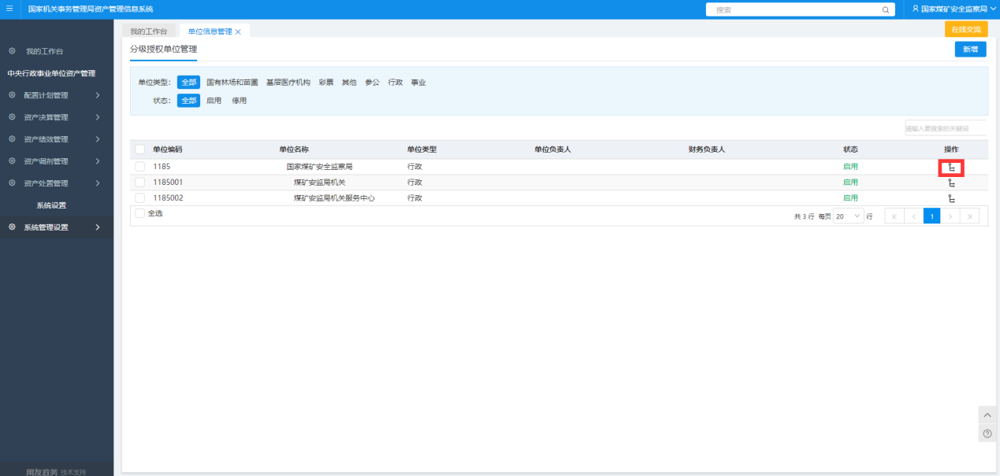 国家机关事务管理局资产管理信息系统
搜索
国家煤矿安全监察局
我的工作台
单位信息管理
在线交流
分级授权单位管理
新增
我的工作台
中央行政事业单位资产管理
配置计划管理
资产决算管理
资产绩效管理
资产调剂管理
资产处置管理
系统设置
系统管理设置
单位类型: 全部 国有林场和苗圃 基层医疗机构 彩票 其他 参公 行政 事业
状态: 全部 启用 停用
请输入要搜索的关键词
单位编码 单位名称 单位类型 单位负责人 财务负责人 状态 操作
1185 国家煤矿安全监察局 行政 启用
1185001 煤矿安监局机关 行政 启用
1185002 煤矿安监局机关服务中心 行政 启用
全选
共 3 行 每页 20 行 1
用友政务 技术支持